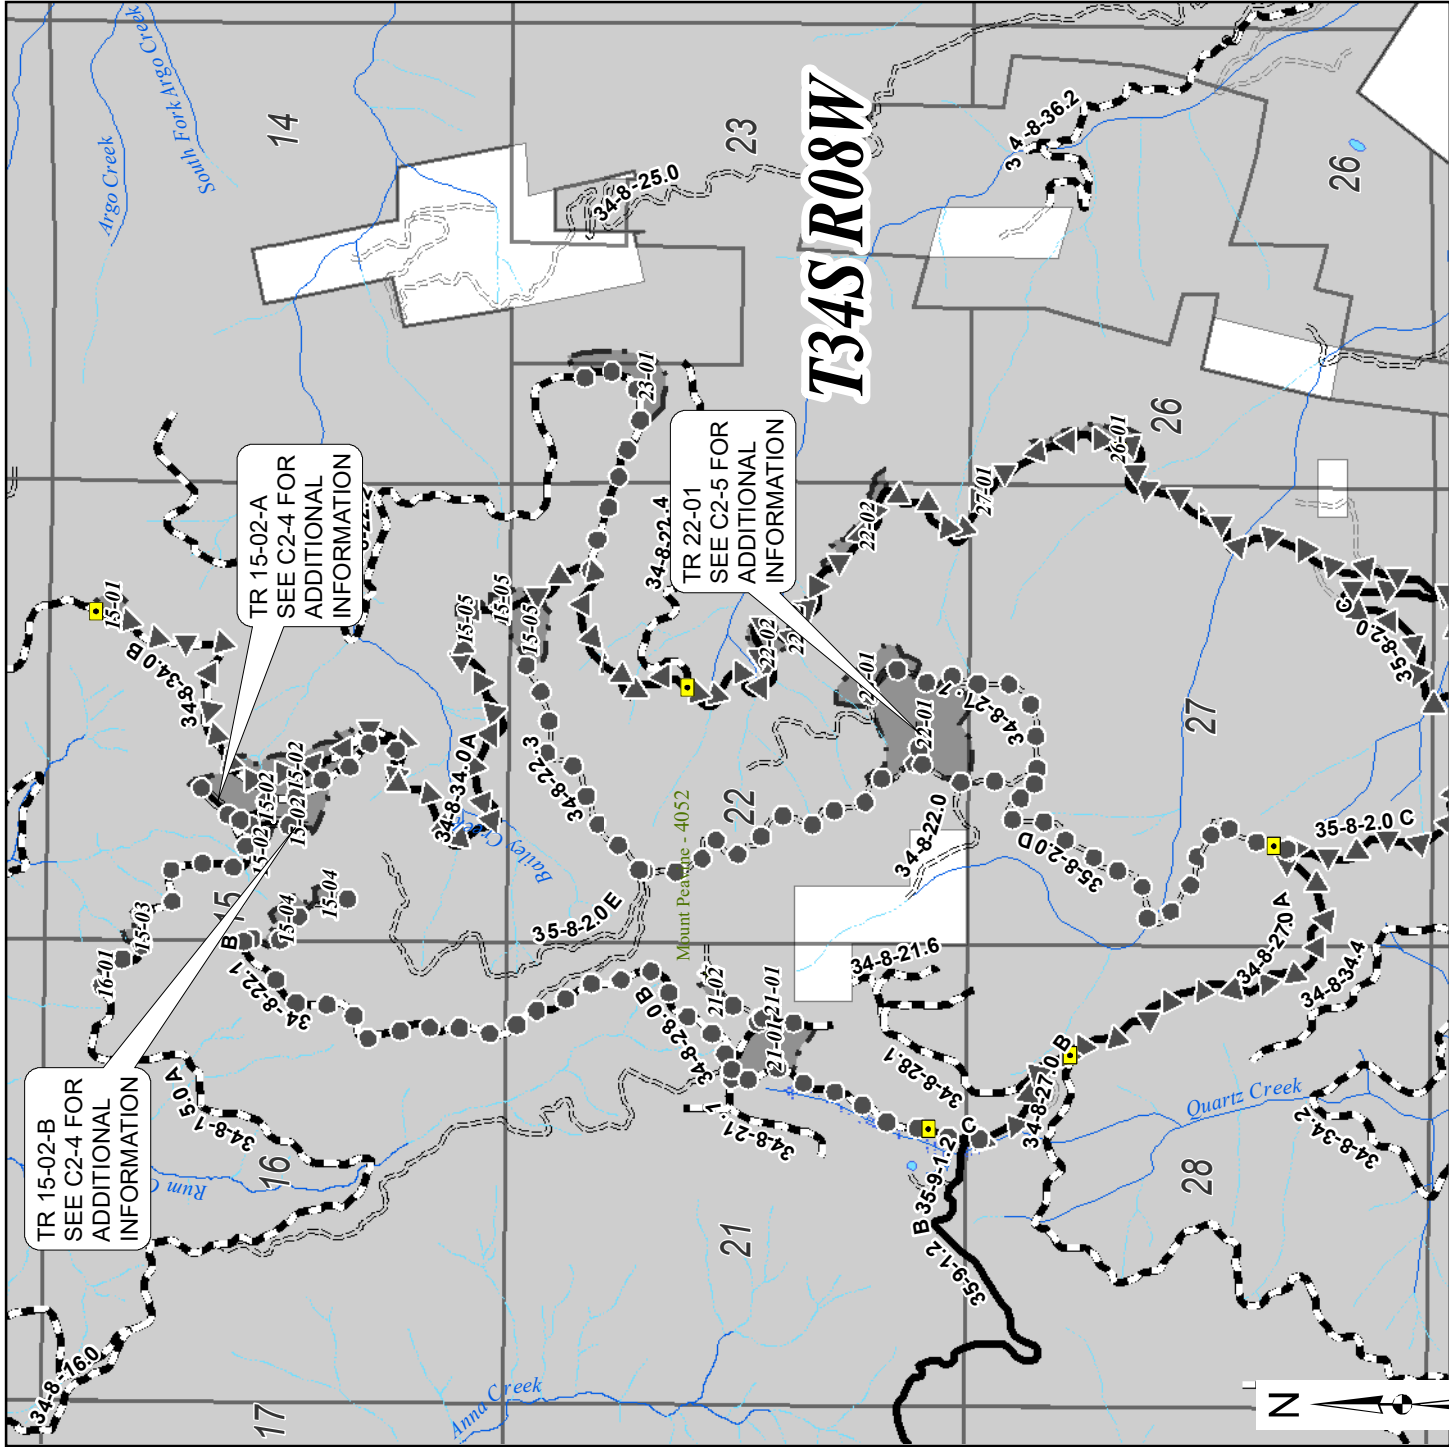 TR 15-02-B
SEE C2-4 FOR
ADDITIONAL
INFORMATION
TR 15-02-A
SEE C2-4 FOR
ADDITIONAL
INFORMATION
TR 22-01
SEE C2-5 FOR
ADDITIONAL
INFORMATION
T34S R08W
Argo Creek
South Fork Argo Creek
14
23
26
26
27
28
22
21
15
16
17
34-8-16.0
34-8-15.0 A
Rum
Anna Creek
Bailey Creek
Quartz Creek
Mount Peavine - 4052
34-8-25.0
34-8-36.2
34-8-34.0 B
34-8-34.0 A
34-8-22.3
34-8-22.4
34-8-22.0
34-8-21.1
34-8-22.1
B
35-8-2.0 E
35-8-2.0 D
35-8-2.0 C
35-8-2.0
C
34-8-28.0 B
34-8-21.6
34-8-28.1
34-8-27.0 B
34-8-27.0 A
34-8-34.4
34-8-34.2
B 35-9-1.2 C
35-9-1.2
15-01
15-02
15-02
15-02
15-02
15-03
15-04
15-04
15-05
15-05
15-05
16-01
21-01
21-01
21-02
22-01
22-02
22-02
23-01
26-01
27-01
N